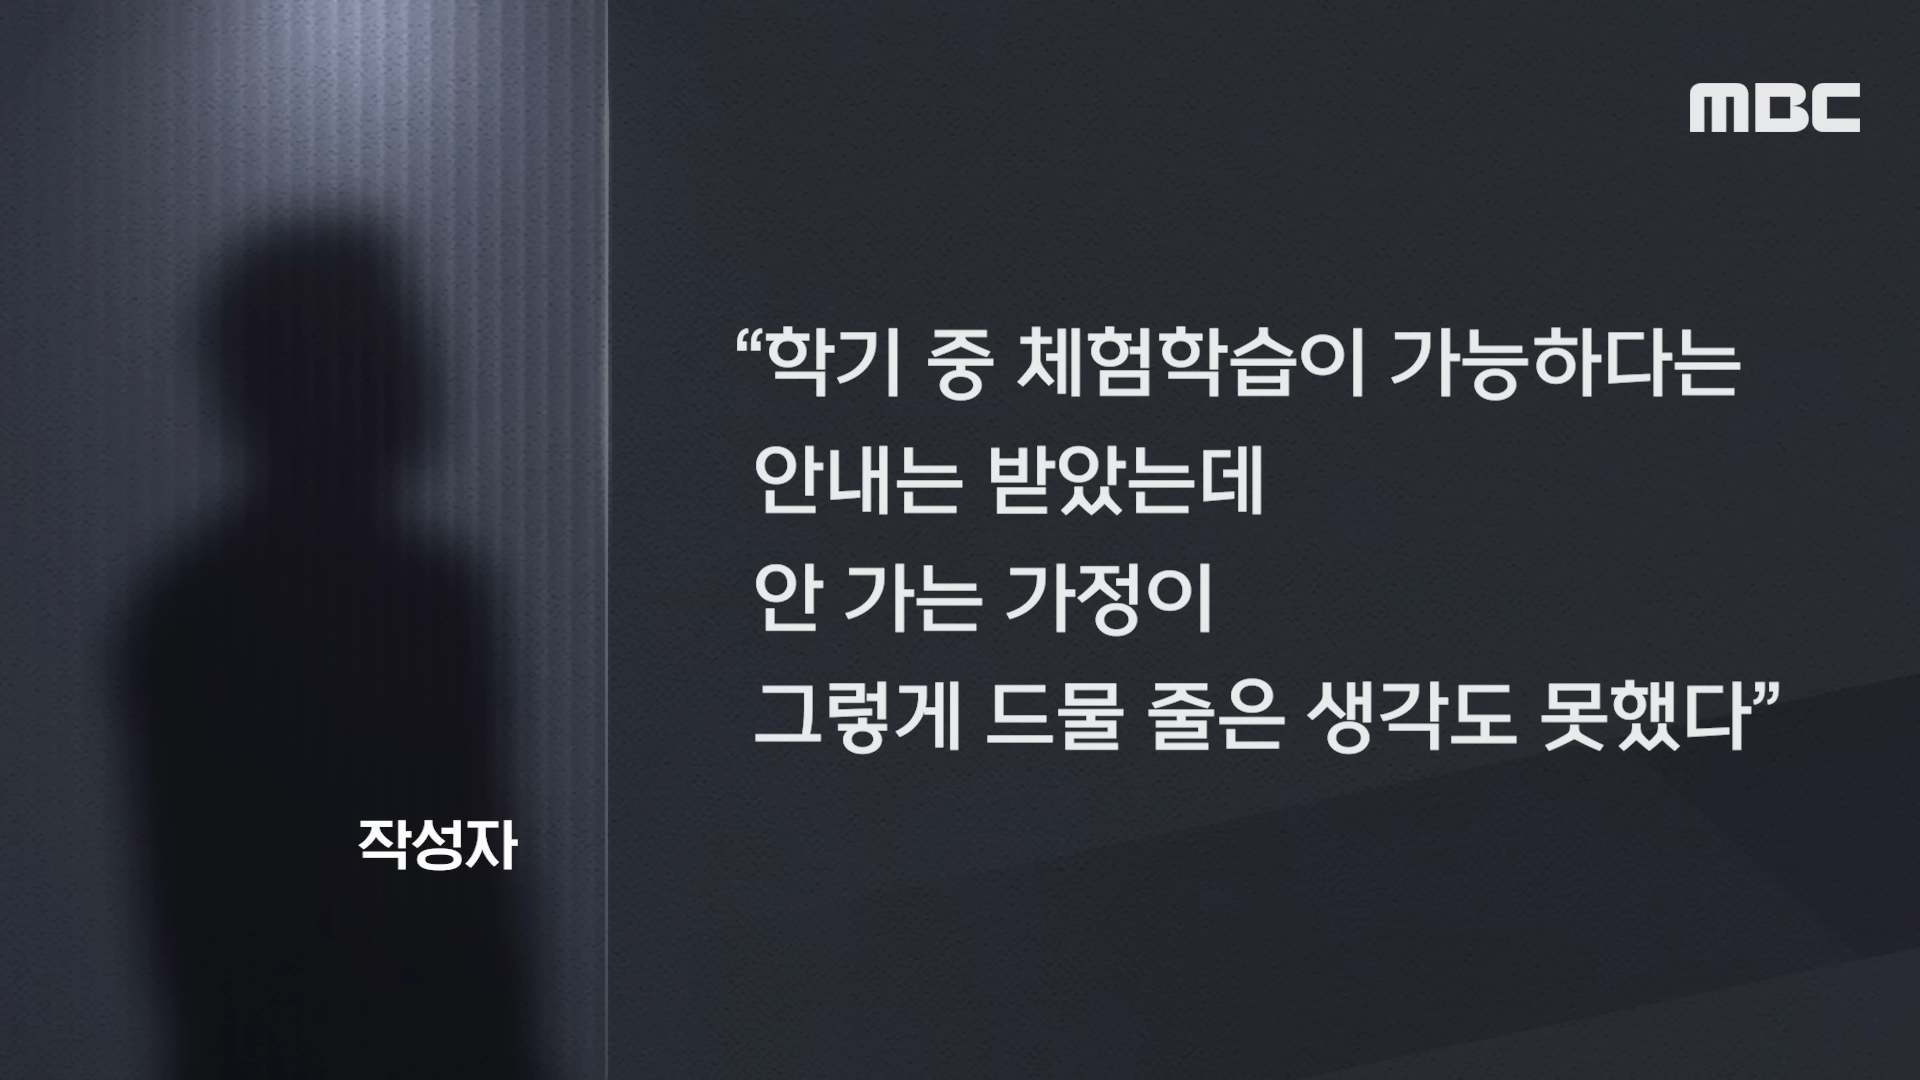 MBC
“학기 중 체험학습이 가능하다는
안내는 받았는데
안 가는 가정이
그렇게 드물 줄은 생각도 못했다”
작성자